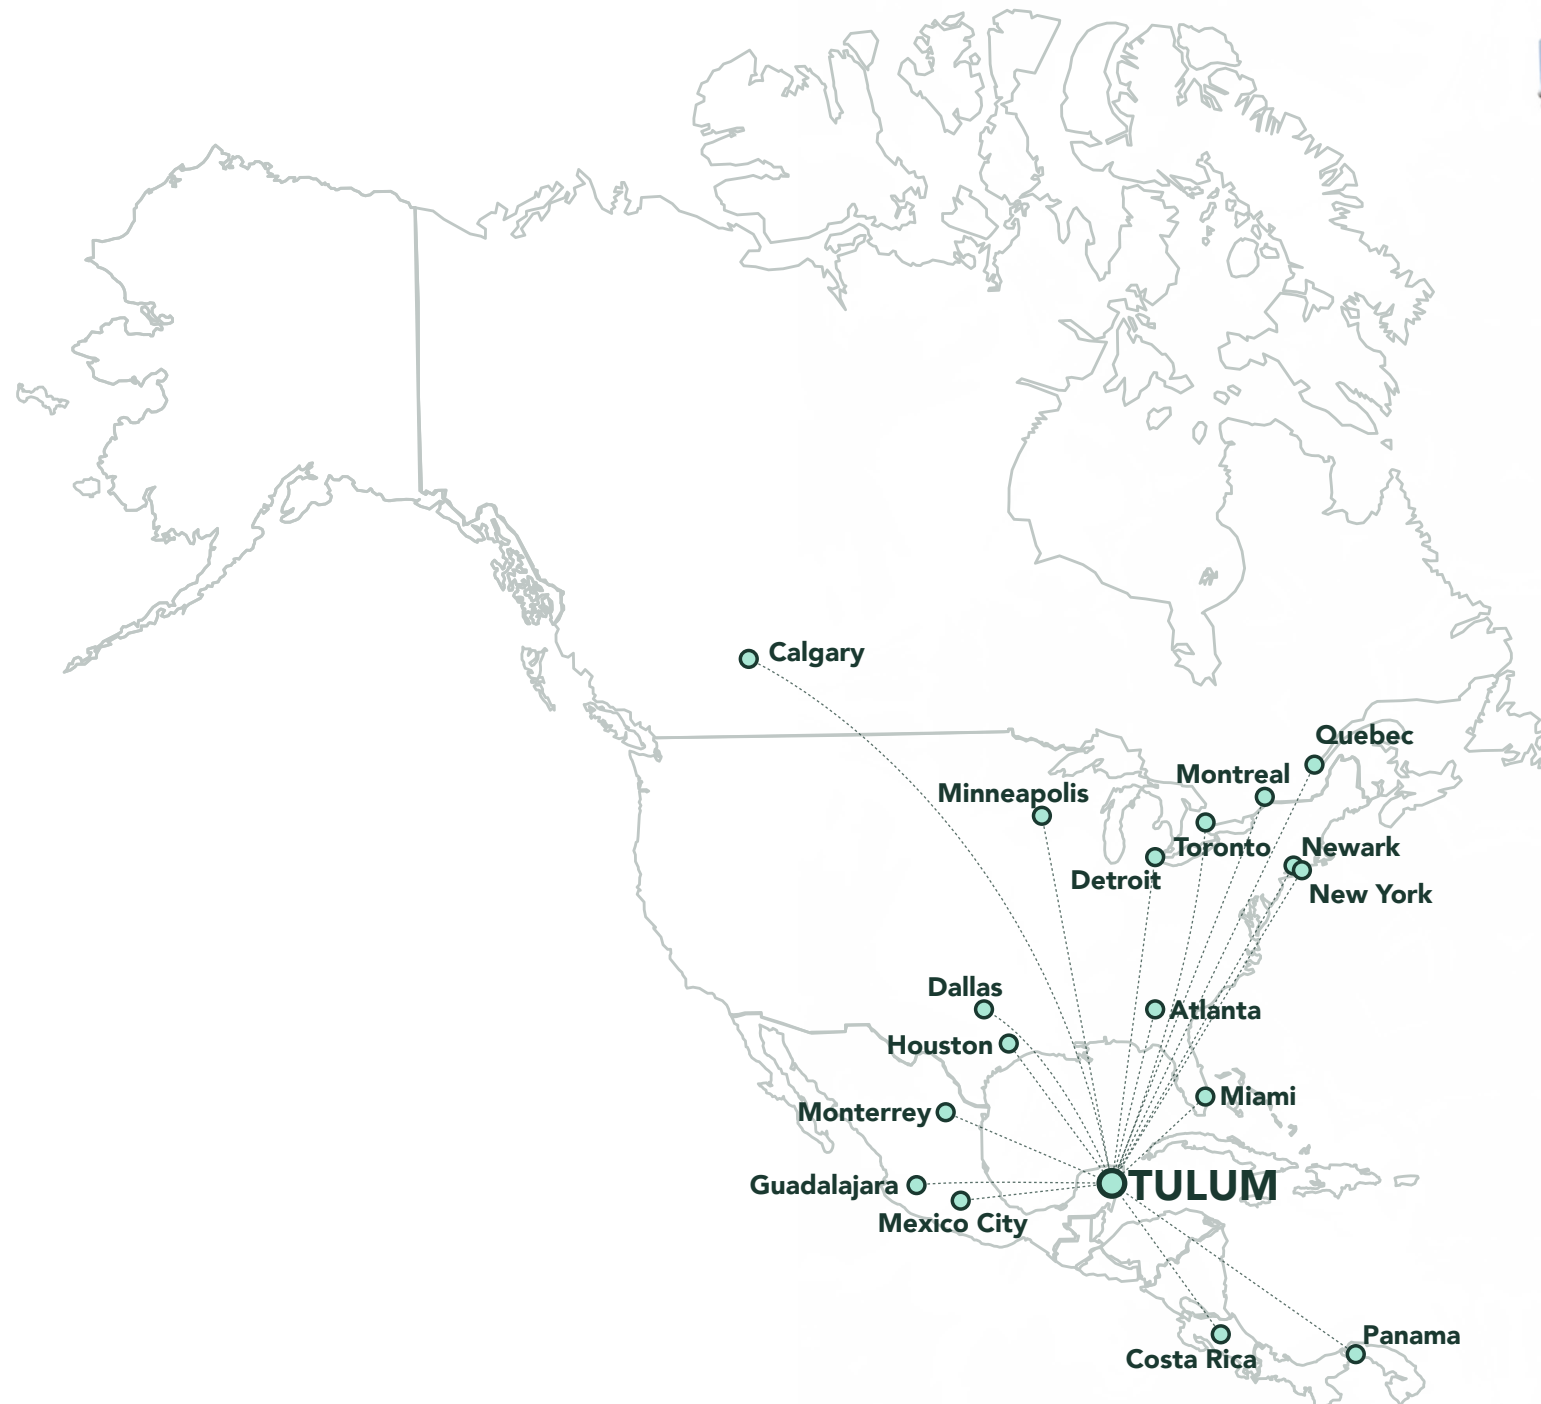 Calgary
Quebec
Montreal
Minneapolis
Toronto
Newark
Detroit
New York
Dallas
Atlanta
Houston
Miami
Monterrey
TULUM
Guadalajara
Mexico City
Panama
Costa Rica